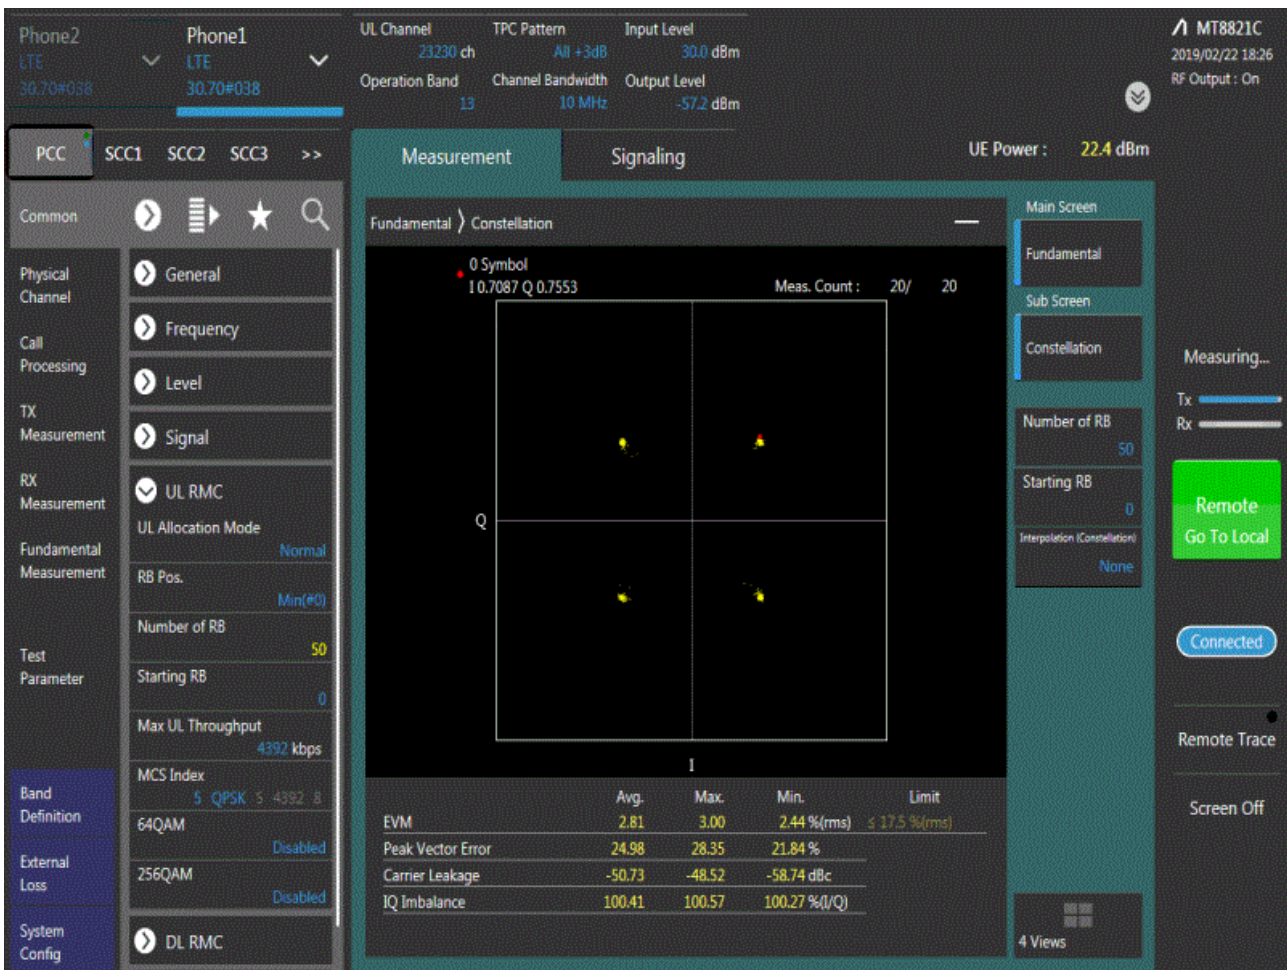 Phone2
LTE
30.70#038
Phone1
LTE
30.70#038
UL Channel
23230 ch
TPC Pattern
All +3dB
Input Level
30.0 dBm
Operation Band
13
Channel Bandwidth
10 MHz
Output Level
-57.2 dBm
MT8821C
2019/02/22 18:26
RF Output : On
PCC SCC1 SCC2 SCC3 >>
Measurement
Signaling
UE Power : 22.4 dBm
Common
Physical
Channel
Call
Processing
TX
Measurement
RX
Measurement
Fundamental
Measurement
Test
Parameter
Band
Definition
External
Loss
System
Config
General
Frequency
Level
Signal
UL RMC
UL Allocation Mode
Normal
RB Pos.
Min(#0)
Number of RB
50
Starting RB
0
Max UL Throughput
4392 kbps
MCS Index
5 QPSK 5 4392 8
64QAM
Disabled
256QAM
Disabled
DL RMC
Fundamental 〉 Constellation
0 Symbol
I 0.7087 Q 0.7553
Meas. Count : 20/ 20
Q
I
Avg. Max. Min. Limit
EVM 2.81 3.00 2.44 %(rms) ≤ 17.5 %(rms)
Peak Vector Error 24.98 28.35 21.84 %
Carrier Leakage -50.73 -48.52 -58.74 dBc
IQ Imbalance 100.41 100.57 100.27 %(I/Q)
Main Screen
Fundamental
Sub Screen
Constellation
Number of RB
50
Starting RB
0
Interpolation (Constellation)
None
4 Views
Measuring...
Tx
Rx
Remote
Go To Local
Connected
Remote Trace
Screen Off